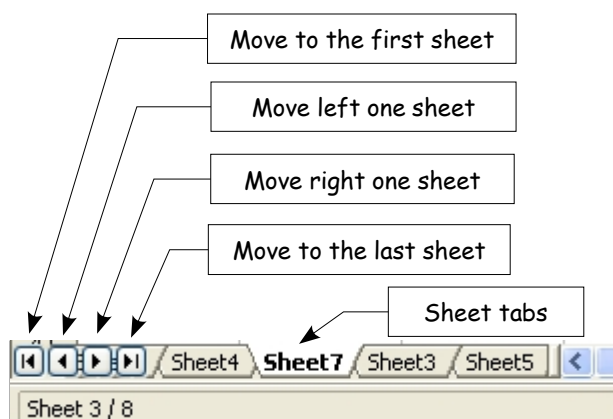 Move to the first sheet
Move left one sheet
Move right one sheet
Move to the last sheet
Sheet tabs
Sheet4 Sheet7 Sheet3 Sheet5
Sheet 3 / 8